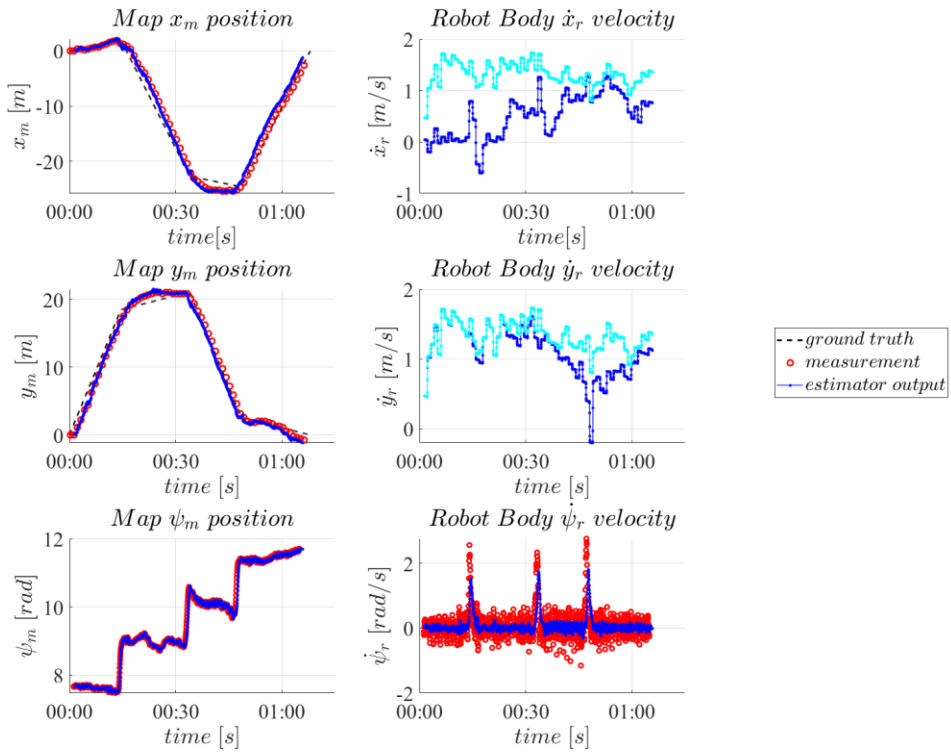 Map x_m position
x_m [m]
0
-10
-20
00:00 00:30 01:00
time[s]
Robot Body ẋ_r velocity
ẋ_r [m/s]
2
1
0
-1
00:00 00:30 01:00
time[s]
Map y_m position
y_m [m]
20
10
0
00:00 00:30 01:00
time [s]
Robot Body ẏ_r velocity
ẏ_r [m/s]
2
1
0
00:00 00:30 01:00
time [s]
ground truth
measurement
estimator output
Map ψ_m position
ψ_m [rad]
12
10
8
00:00 00:30 01:00
time [s]
Robot Body ψ̇_r velocity
ψ̇_r [rad/s]
2
0
-2
00:00 00:30 01:00
time [s]